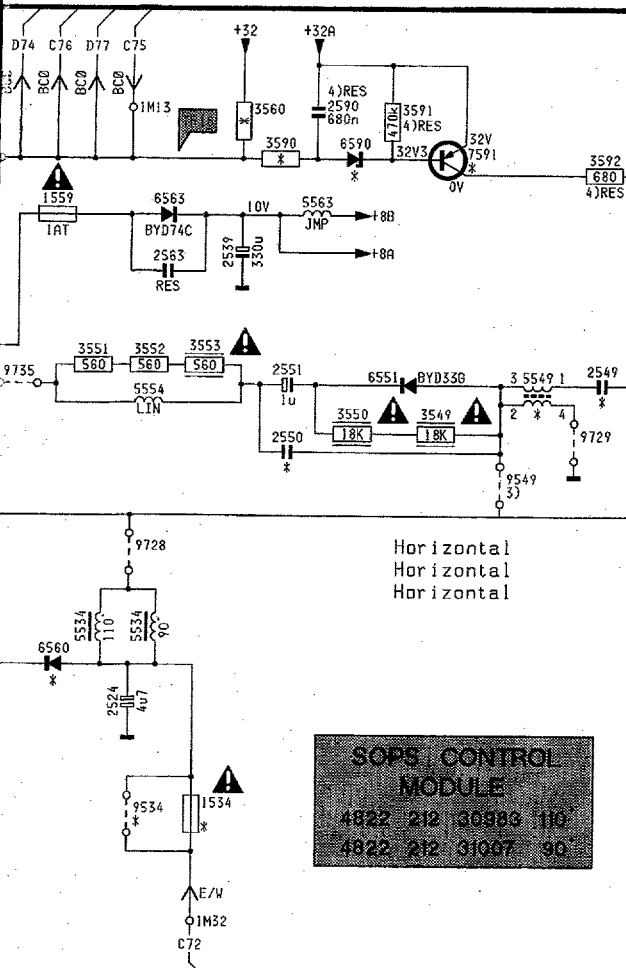 D74 C76 D77 C75
+32 +32A
BCØ BCØ BCØ
1M13
3560
*
4)RES
2590
680n
3591
470k
4)RES
3590
*
6590
*
32V3
32V
7591
*
0V
3592
680
4)RES
1559
1AT
6563
BYD74C
2563
RES
10V
2539
330u
5563
JMP
+8B
+8A
9735
3551 3552 3553
560 560 560
5554
LIN
2551
1u
6551 BYD33G
3550 3549
18K 18K
2550
*
3 5549 1
2 * 4
2549
*
9729
9549
3)
9728
Horizontal
Horizontal
Horizontal
5534
110°
5534
90°
6560
*
2524
4u7
9534
*
1534
*
E/W
1M32
C72
SOPS CONTROL
MODULE
4822 212 30983 110°
4822 212 31007 90°